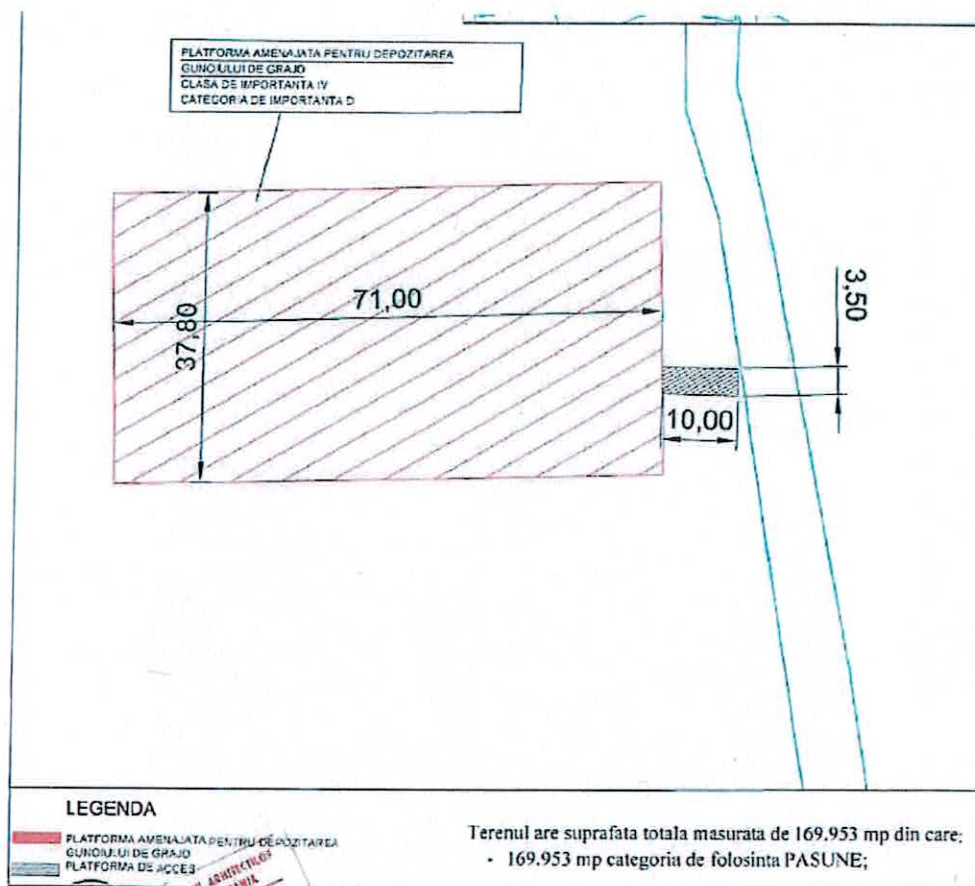 PLATFORMA AMENAJATA PENTRU DEPOZITAREA
GUNOIULUI DE GRAJD
CLASA DE IMPORTANTA IV
CATEGORIA DE IMPORTANTA D
71,00
37,80
3,50
10,00
LEGENDA
PLATFORMA AMENAJATA PENTRU DEPOZITAREA
GUNOIULUI DE GRAJD
PLATFORMA DE ACCES
ARHITECTILOR
Terenul are suprafata totala masurata de 169.953 mp din care:
- 169.953 mp categoria de folosinta PASUNE;